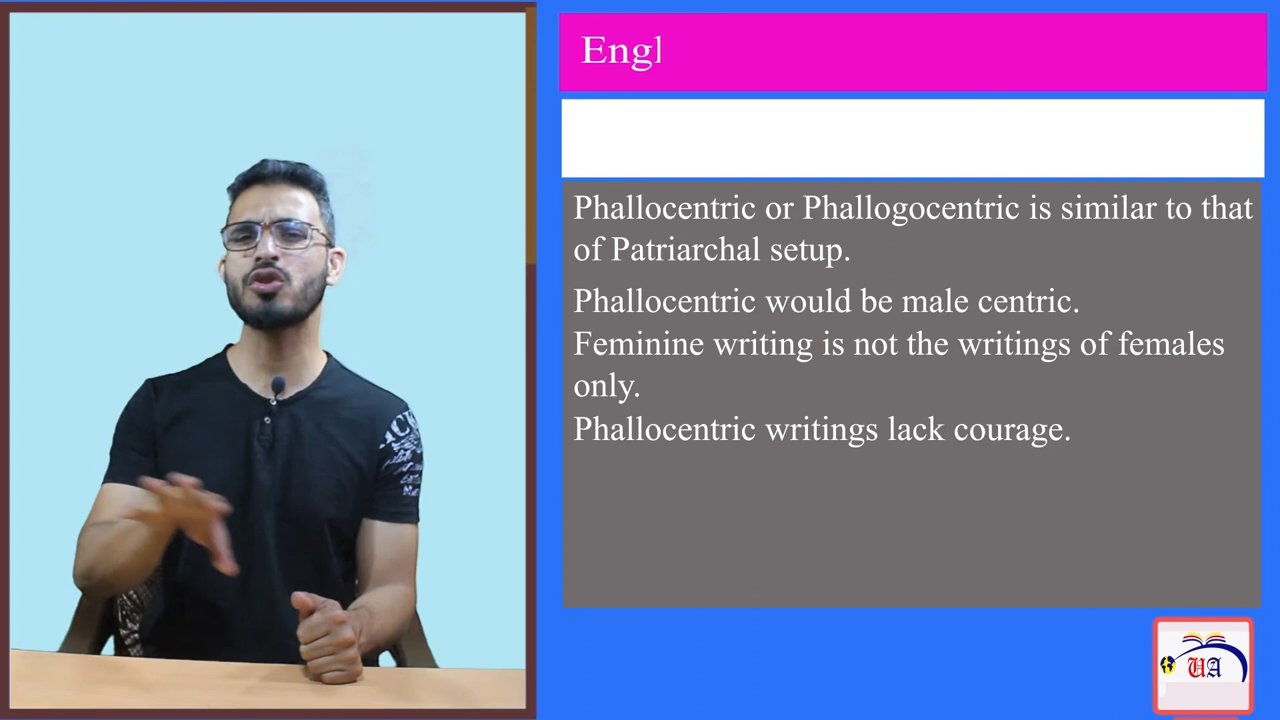 Engl
Phallocentric or Phallogocentric is similar to that
of Patriarchal setup.
Phallocentric would be male centric.
Feminine writing is not the writings of females
only.
Phallocentric writings lack courage.
UA